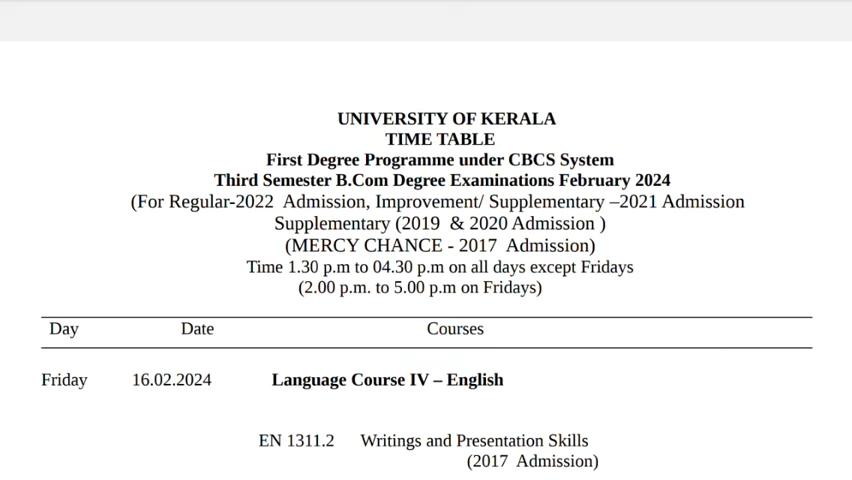 UNIVERSITY OF KERALA
TIME TABLE
First Degree Programme under CBCS System
Third Semester B.Com Degree Examinations February 2024
(For Regular-2022 Admission, Improvement/ Supplementary –2021 Admission
Supplementary (2019 & 2020 Admission )
(MERCY CHANCE - 2017 Admission)
Time 1.30 p.m to 04.30 p.m on all days except Fridays
(2.00 p.m. to 5.00 p.m on Fridays)
Day Date Courses
Friday 16.02.2024 Language Course IV – English
EN 1311.2 Writings and Presentation Skills
(2017 Admission)